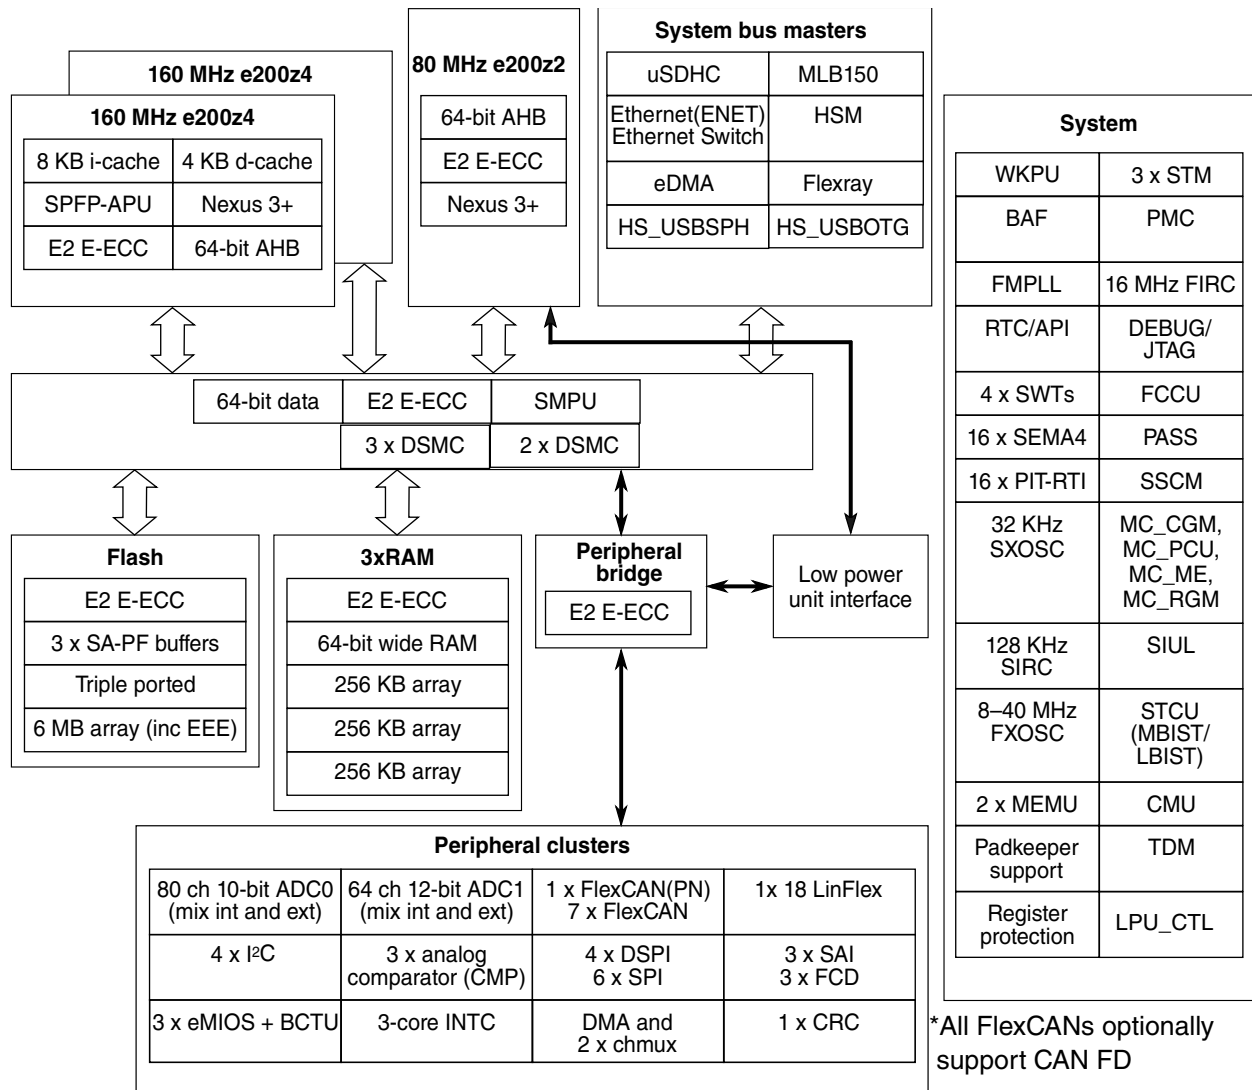 160 MHz e200z4
160 MHz e200z4
8 KB i-cache
4 KB d-cache
SPFP-APU
Nexus 3+
E2 E-ECC
64-bit AHB
80 MHz e200z2
64-bit AHB
E2 E-ECC
Nexus 3+
System bus masters
uSDHC
MLB150
Ethernet(ENET)
Ethernet Switch
HSM
eDMA
Flexray
HS_USBSPH
HS_USBOTG
64-bit data
E2 E-ECC
SMPU
3 x DSMC
2 x DSMC
Flash
E2 E-ECC
3 x SA-PF buffers
Triple ported
6 MB array (inc EEE)
3xRAM
E2 E-ECC
64-bit wide RAM
256 KB array
256 KB array
256 KB array
Peripheral
bridge
E2 E-ECC
Low power
unit interface
Peripheral clusters
80 ch 10-bit ADC0
(mix int and ext)
64 ch 12-bit ADC1
(mix int and ext)
1 x FlexCAN(PN)
7 x FlexCAN
1x 18 LinFlex
4 x I²C
3 x analog
comparator (CMP)
4 x DSPI
6 x SPI
3 x SAI
3 x FCD
3 x eMIOS + BCTU
3-core INTC
DMA and
2 x chmux
1 x CRC
System
WKPU
3 x STM
BAF
PMC
FMPLL
16 MHz FIRC
RTC/API
DEBUG/
JTAG
4 x SWTs
FCCU
16 x SEMA4
PASS
16 x PIT-RTI
SSCM
32 KHz
SXOSC
MC_CGM,
MC_PCU,
MC_ME,
MC_RGM
128 KHz
SIRC
SIUL
8–40 MHz
FXOSC
STCU
(MBIST/
LBIST)
2 x MEMU
CMU
Padkeeper
support
TDM
Register
protection
LPU_CTL
*All FlexCANs optionally
support CAN FD